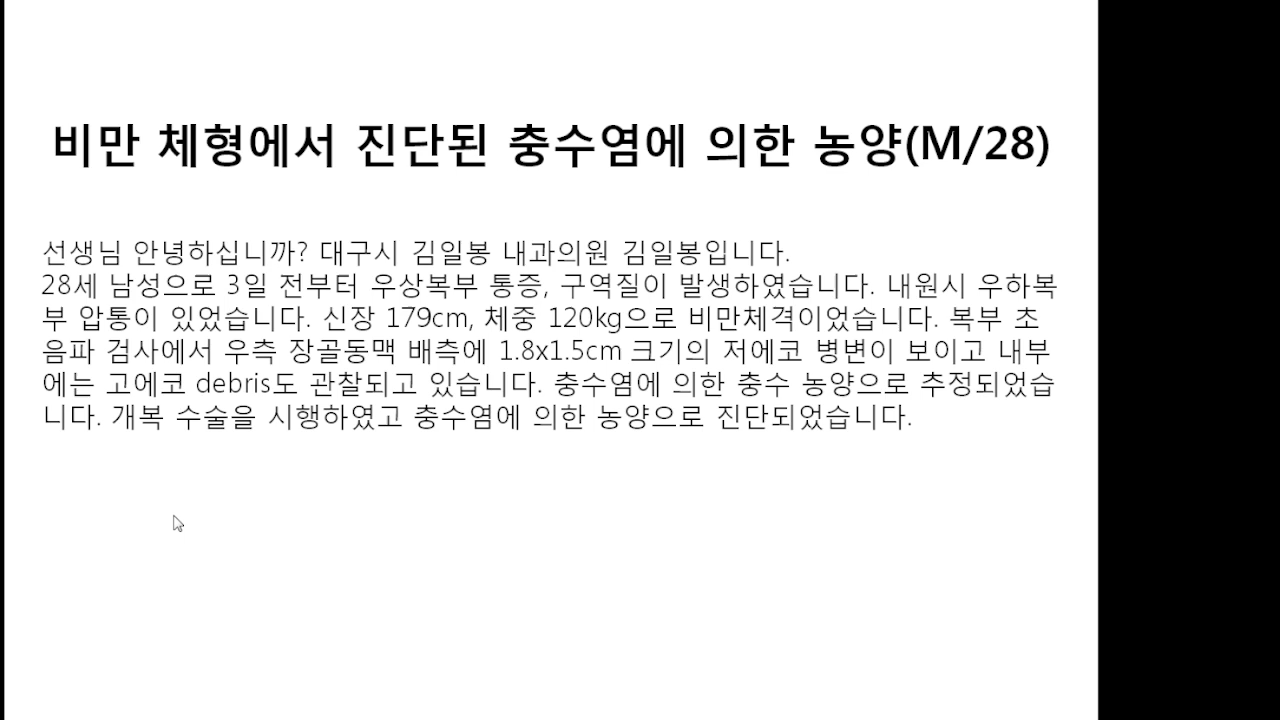 비만 체형에서 진단된 충수염에 의한 농양(M/28)
선생님 안녕하십니까? 대구시 김일봉 내과의원 김일봉입니다.
28세 남성으로 3일 전부터 우상복부 통증, 구역질이 발생하였습니다. 내원시 우하복
부 압통이 있었습니다. 신장 179cm, 체중 120kg으로 비만체격이었습니다. 복부 초
음파 검사에서 우측 장골동맥 배측에 1.8x1.5cm 크기의 저에코 병변이 보이고 내부
에는 고에코 debris도 관찰되고 있습니다. 충수염에 의한 충수 농양으로 추정되었습
니다. 개복 수술을 시행하였고 충수염에 의한 농양으로 진단되었습니다.